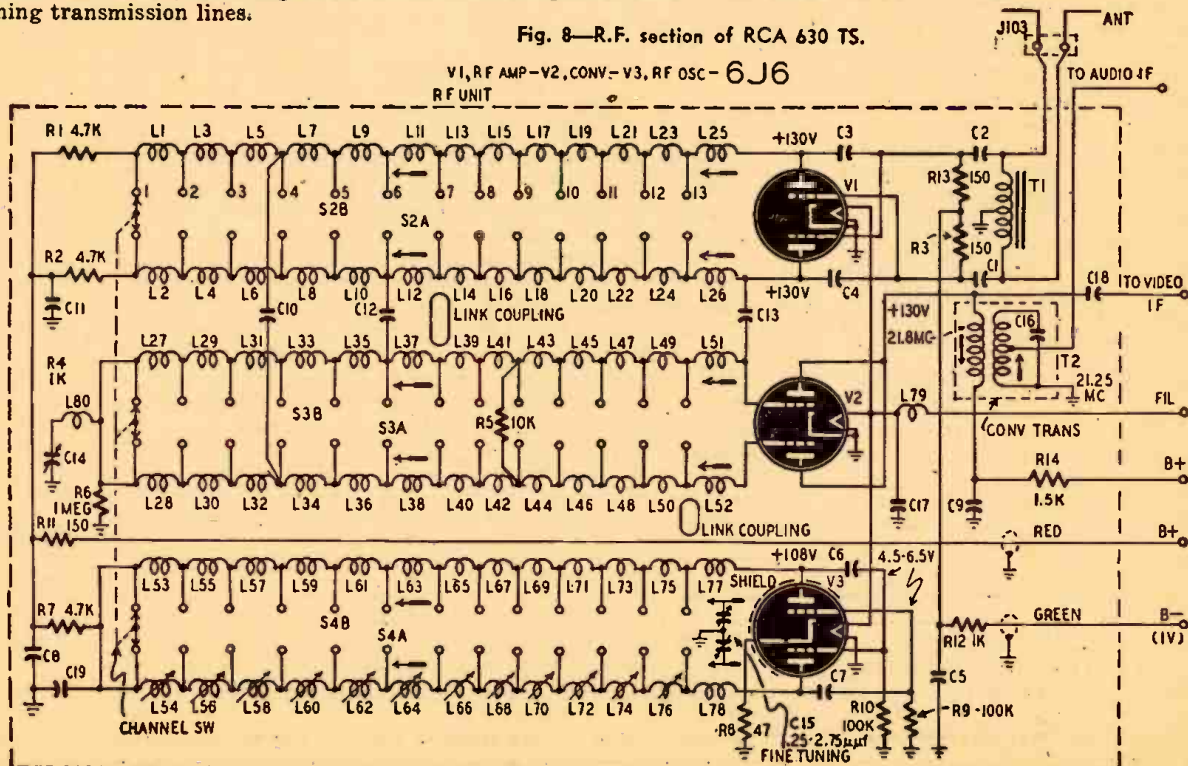 ning transmission lines.
Fig. 8—R.F. section of RCA 630 TS.
V1, RF AMP-V2, CONV.-V3, RF OSC- 6J6
RF UNIT
J103
ANT
TO AUDIO IF
R1 4.7K
L1 L3 L5 L7 L9 L11 L13 L15 L17 L19 L21 L23 L25
+130V
C3
C2
R13
150
T1
V1
1 2 3 4 5 6 7 8 9 10 11 12 13
S2B
S2A
R3
150
C1
R2 4.7K
C11
L2 L4 L6 L8 L10 L12 L14 L16 L18 L20 L22 L24 L26
+130V
C4
C18
TO VIDEO
IF
C10
C12
LINK COUPLING
C13
+130V
21.8MC
C16
T2
21.25
MC
R4
1K
L27 L29 L31 L33 L35 L37 L39 L41 L43 L45 L47 L49 L51
L80
C14
S3B
S3A
R5
10K
V2
L79
FIL
CONV TRANS
R14
1.5K
B+
R6
1MEG
L28 L30 L32 L34 L36 L38 L40 L42 L44 L46 L48 L50 L52
C17
C9
R11 150
LINK COUPLING
RED
B+
L53 L55 L57 L59 L61 L63 L65 L67 L69 L71 L73 L75 L77
+108V
C6
4.5-6.5V
SHIELD
V3
R7 4.7K
S4B
S4A
GREEN
B-
(1V)
R12 1K
C8
C19
C7
C5
L54 L56 L58 L60 L62 L64 L66 L68 L70 L72 L74 L76 L78
CHANNEL SW
R8
47
C15
.25-2.75µµf
FINE TUNING
R10
100K
R9-100K